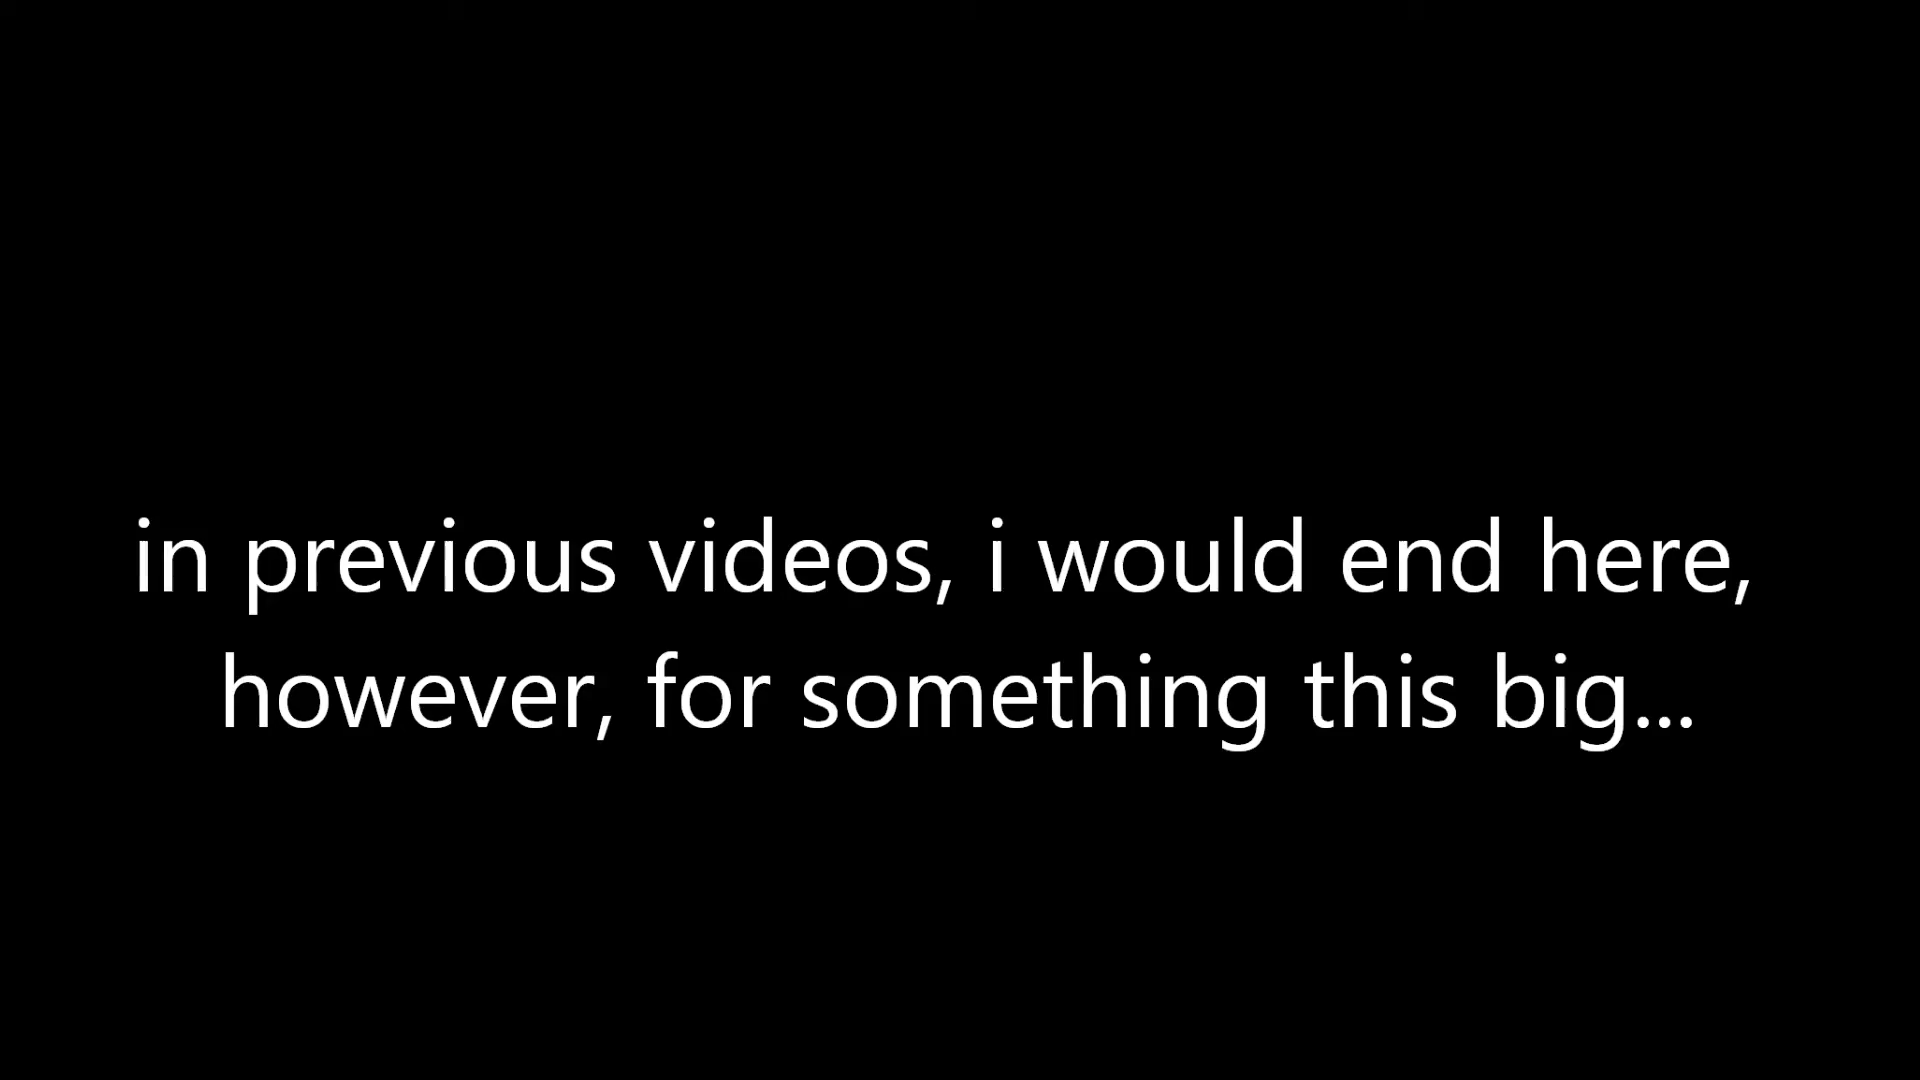 in previous videos, i would end here,
however, for something this big...